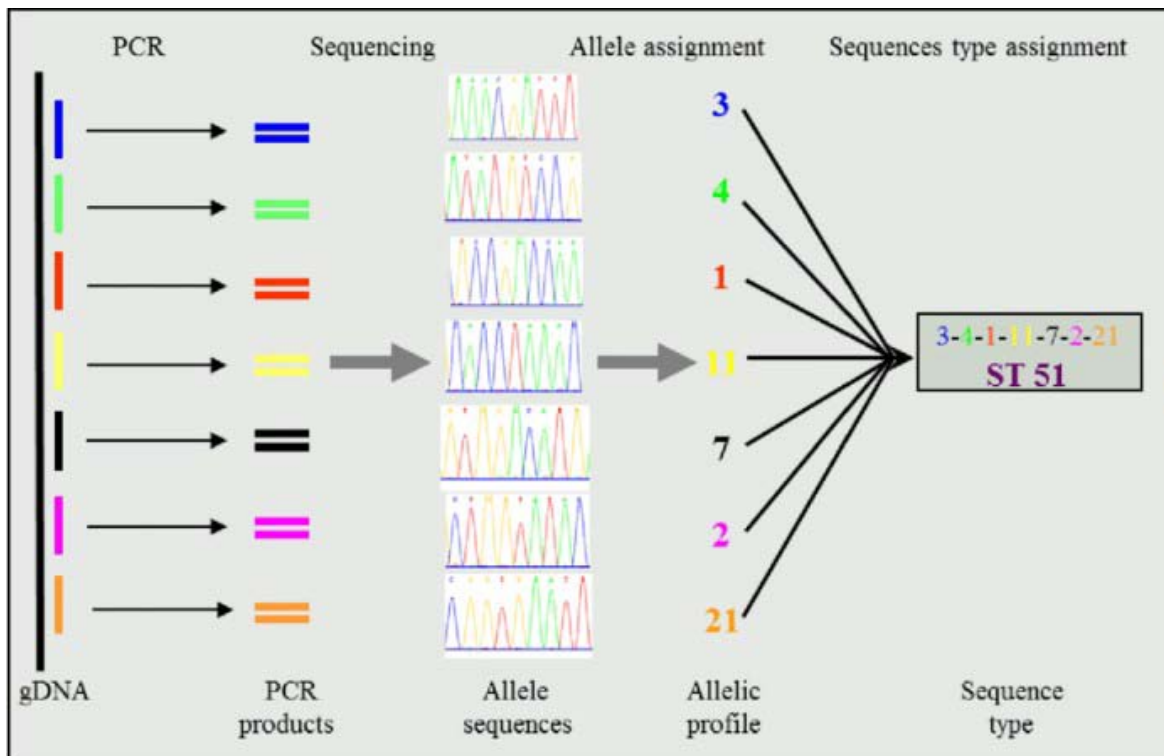 PCR
Sequencing
Allele assignment
Sequences type assignment
3
4
1
11
7
2
21
3-4-1-11-7-2-21
ST 51
gDNA
PCR
products
Allele
sequences
Allelic
profile
Sequence
type